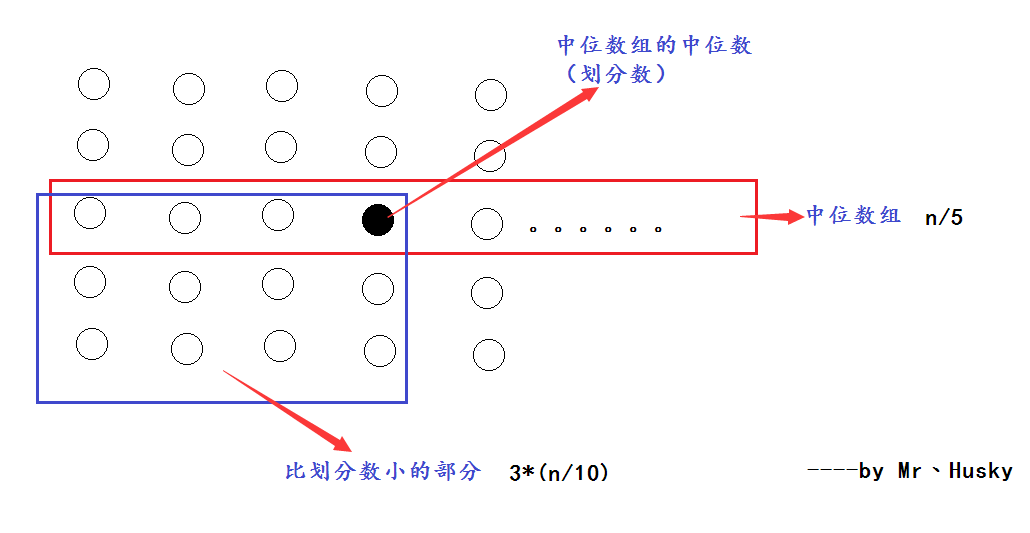 中位数组的中位数
（划分数）
。。。。。。
中位数组 n/5
比划分数小的部分 3*(n/10)
----by Mr、Husky